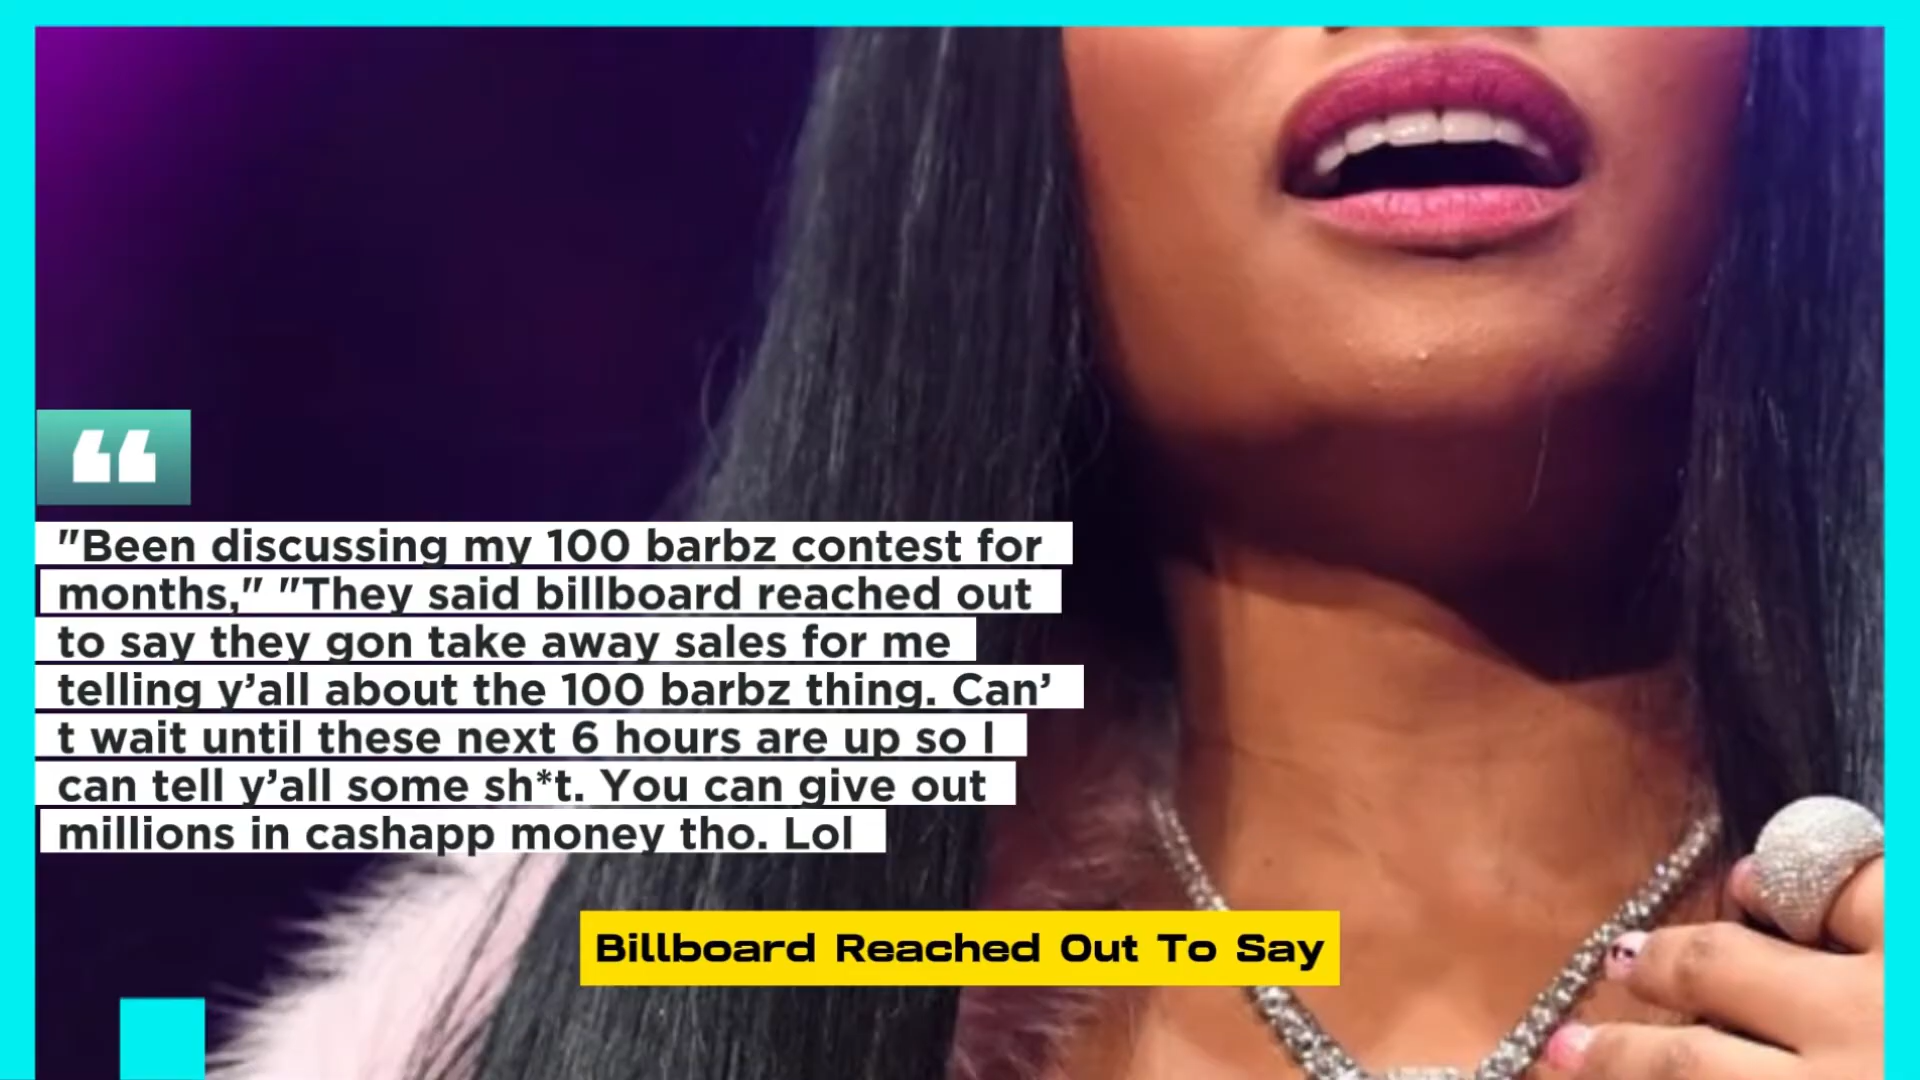 “
"Been discussing my 100 barbz contest for
months," "They said billboard reached out
to say they gon take away sales for me
telling y’all about the 100 barbz thing. Can’
t wait until these next 6 hours are up so I
can tell y’all some sh*t. You can give out
millions in cashapp money tho. Lol
Billboard Reached Out To Say